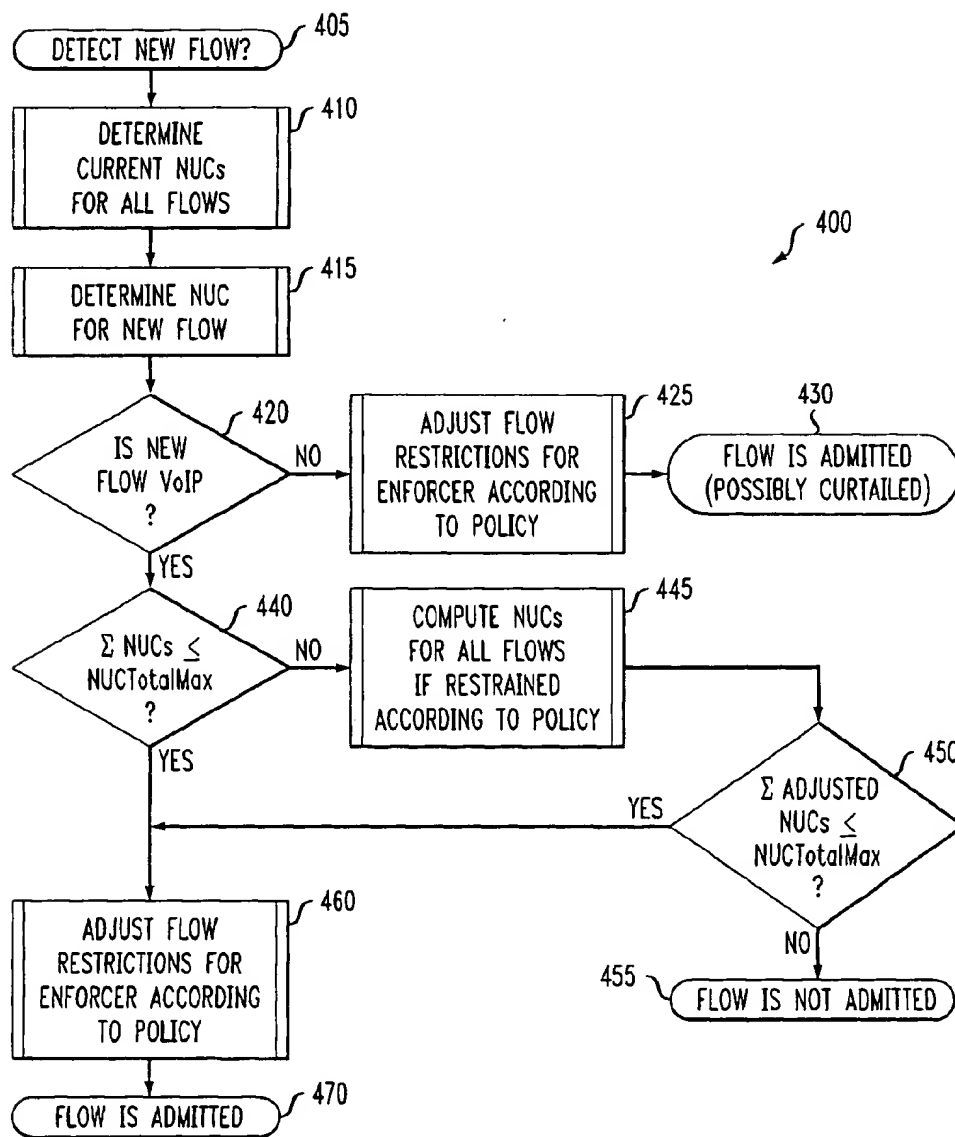 DETECT NEW FLOW?
405
DETERMINE
CURRENT NUCs
FOR ALL FLOWS
410
400
DETERMINE NUC
FOR NEW FLOW
415
IS NEW
FLOW VoIP
?
420
NO
YES
ADJUST FLOW
RESTRICTIONS FOR
ENFORCER ACCORDING
TO POLICY
425
430
FLOW IS ADMITTED
(POSSIBLY CURTAILED)
Σ NUCs ≤
NUCTotalMax
?
440
NO
YES
COMPUTE NUCs
FOR ALL FLOWS
IF RESTRAINED
ACCORDING TO POLICY
445
Σ ADJUSTED
NUCs ≤
NUCTotalMax
?
450
YES
NO
455
FLOW IS NOT ADMITTED
ADJUST FLOW
RESTRICTIONS FOR
ENFORCER ACCORDING
TO POLICY
460
FLOW IS ADMITTED
470